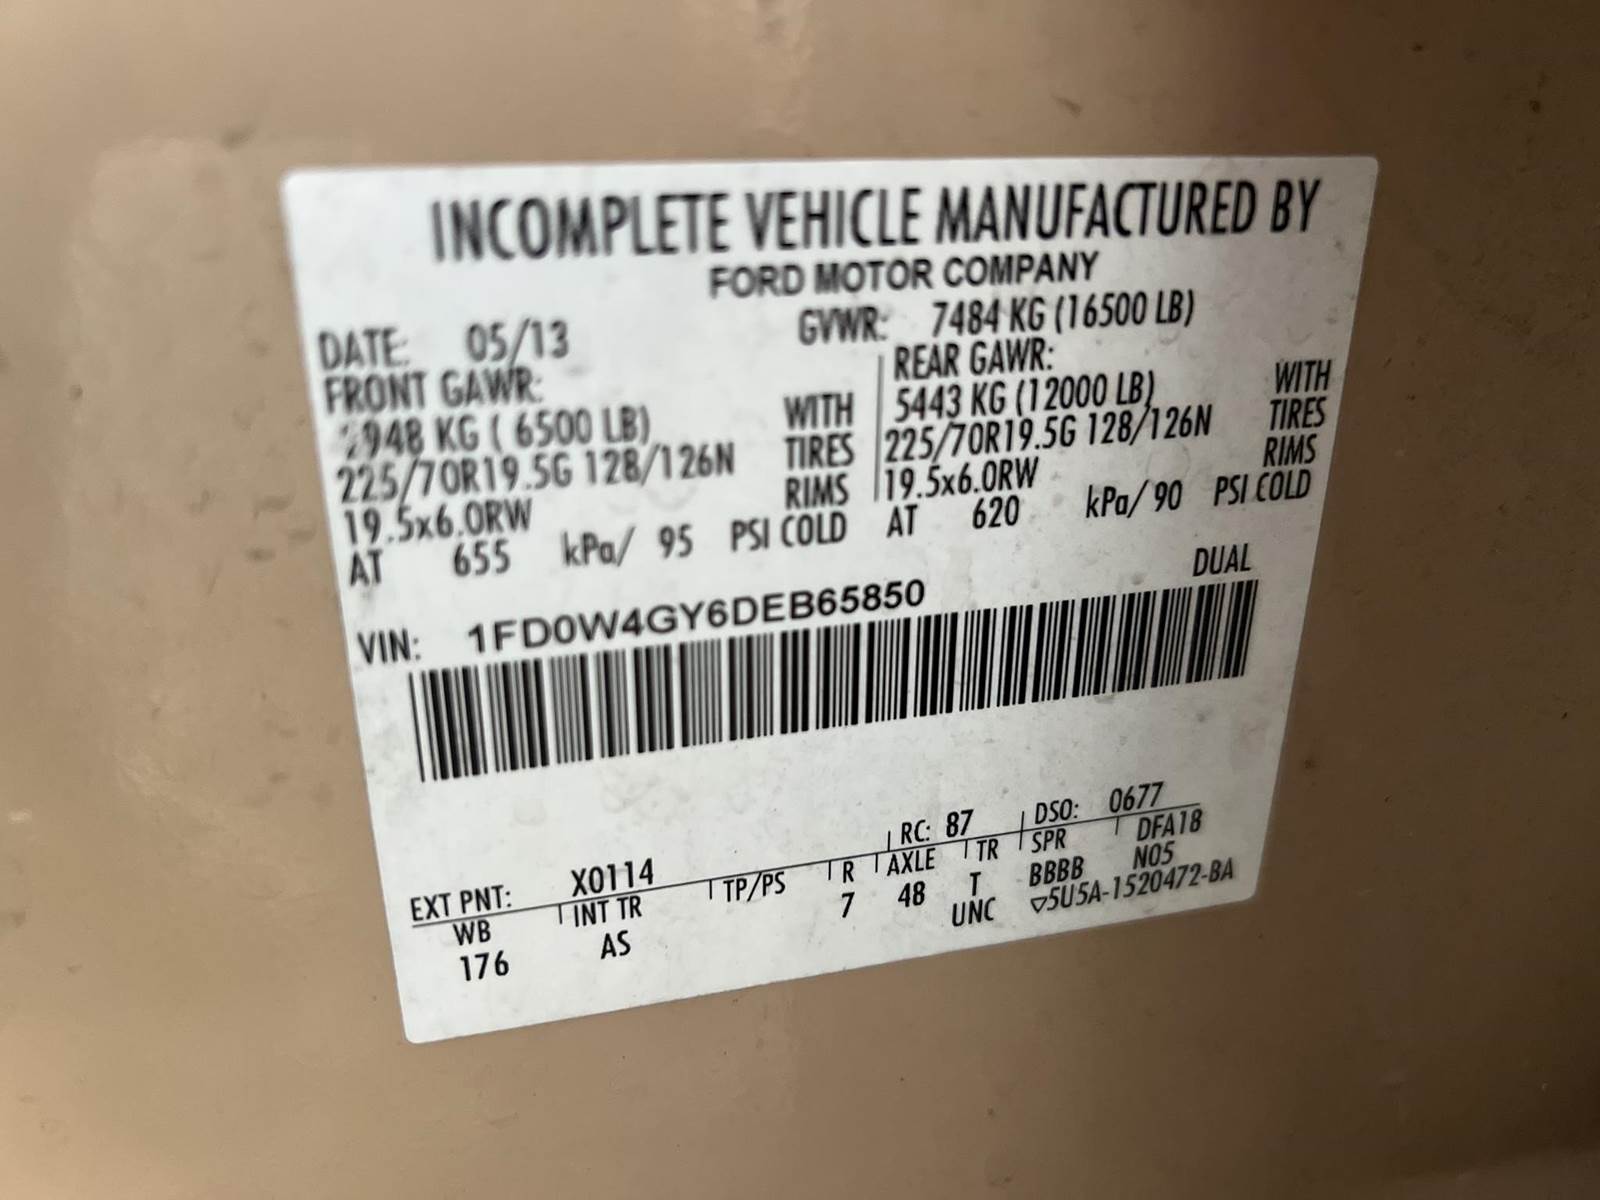 INCOMPLETE VEHICLE MANUFACTURED BY
FORD MOTOR COMPANY
DATE: 05/13 GVWR: 7484 KG (16500 LB)
FRONT GAWR: REAR GAWR:
948 KG ( 6500 LB) WITH 5443 KG (12000 LB) WITH
225/70R19.5G 128/126N TIRES 225/70R19.5G 128/126N TIRES
19.5x6.0RW RIMS 19.5x6.0RW RIMS
AT 655 kPa/ 95 PSI COLD AT 620 kPa/ 90 PSI COLD
DUAL
VIN: 1FD0W4GY6DEB65850
EXT PNT: X0114 RC: 87 DSO: 0677
WB INT TR TP/PS R AXLE TR SPR DFA18
176 AS 7 48 T BBBB N05
UNC ▽5U5A-1520472-BA